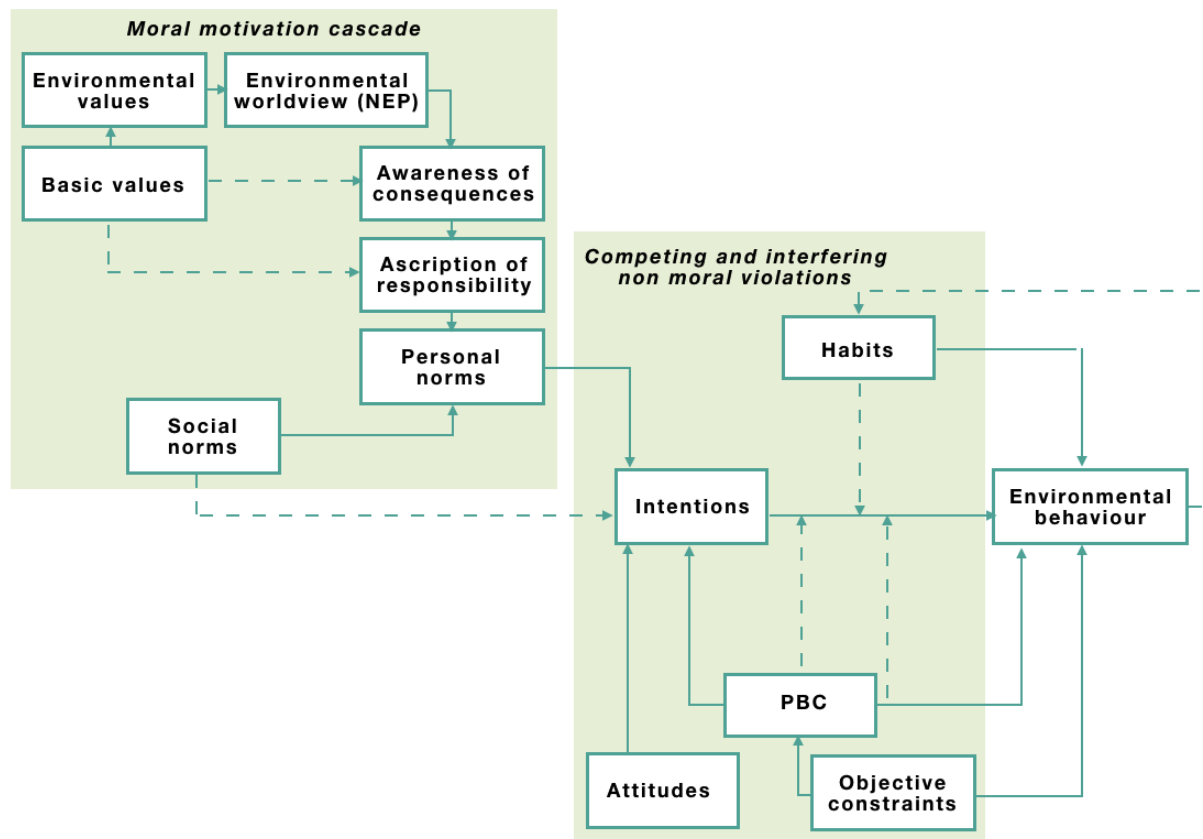 Moral motivation cascade
Environmental
values
Environmental
worldview (NEP)
Basic values
Awareness of
consequences
Ascription of
responsibility
Personal
norms
Social
norms
Competing and interfering
non moral violations
Habits
Intentions
Environmental
behaviour
PBC
Attitudes
Objective
constraints